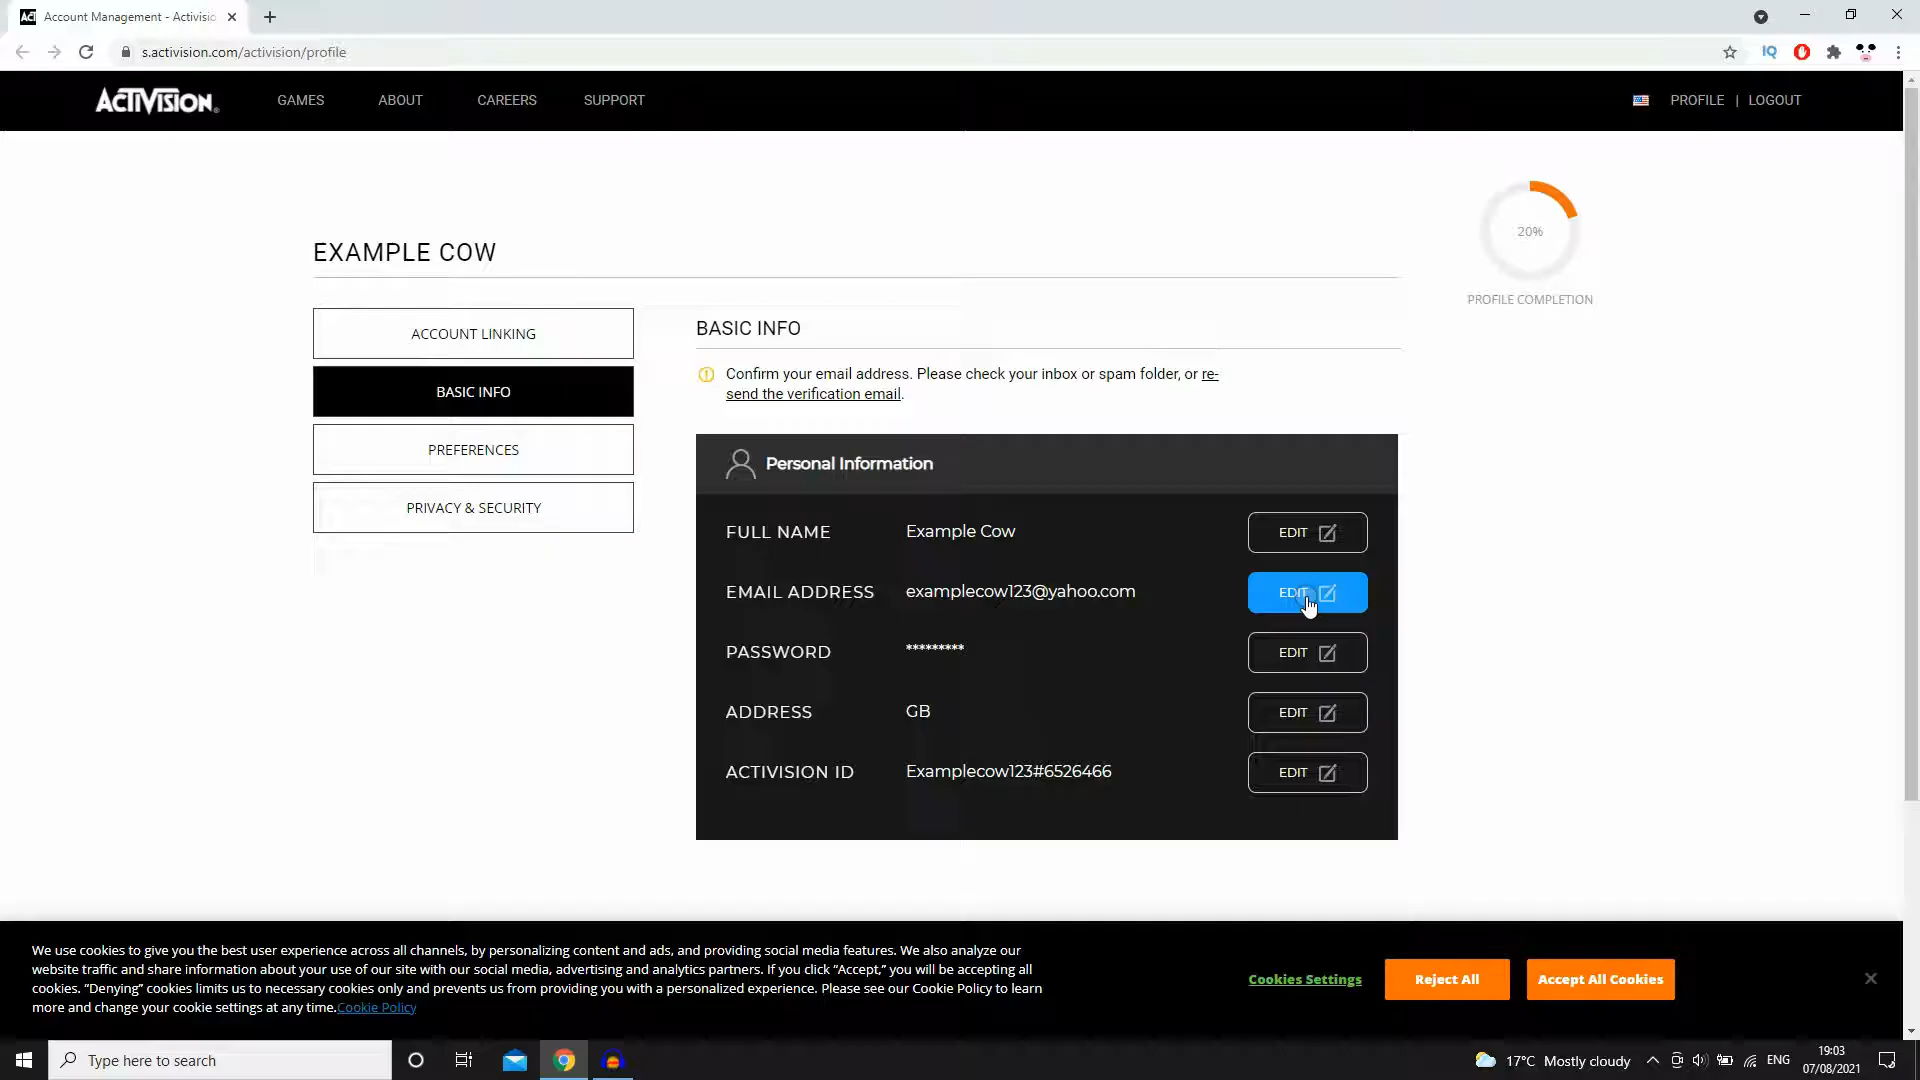 Account Management - Activisio
s.activision.com/activision/profile
IQ
ACTIVISION
GAMES
ABOUT
CAREERS
SUPPORT
PROFILE | LOGOUT
20%
PROFILE COMPLETION
EXAMPLE COW
ACCOUNT LINKING
BASIC INFO
PREFERENCES
PRIVACY & SECURITY
BASIC INFO
Confirm your email address. Please check your inbox or spam folder, or re-
send the verification email.
Personal Information
FULL NAME Example Cow EDIT
EMAIL ADDRESS examplecow123@yahoo.com EDIT
PASSWORD ********* EDIT
ADDRESS GB EDIT
ACTIVISION ID Examplecow123#6526466 EDIT
We use cookies to give you the best user experience across all channels, by personalizing content and ads, and providing social media features. We also analyze our
website traffic and share information about your use of our site with our social media, advertising and analytics partners. If you click “Accept,” you will be accepting all
cookies. “Denying” cookies limits us to necessary cookies only and prevents us from providing you with a personalized experience. Please see our Cookie Policy to learn
more and change your cookie settings at any time.Cookie Policy
Cookies Settings
Reject All
Accept All Cookies
Type here to search
17°C Mostly cloudy
ENG
19:03
07/08/2021